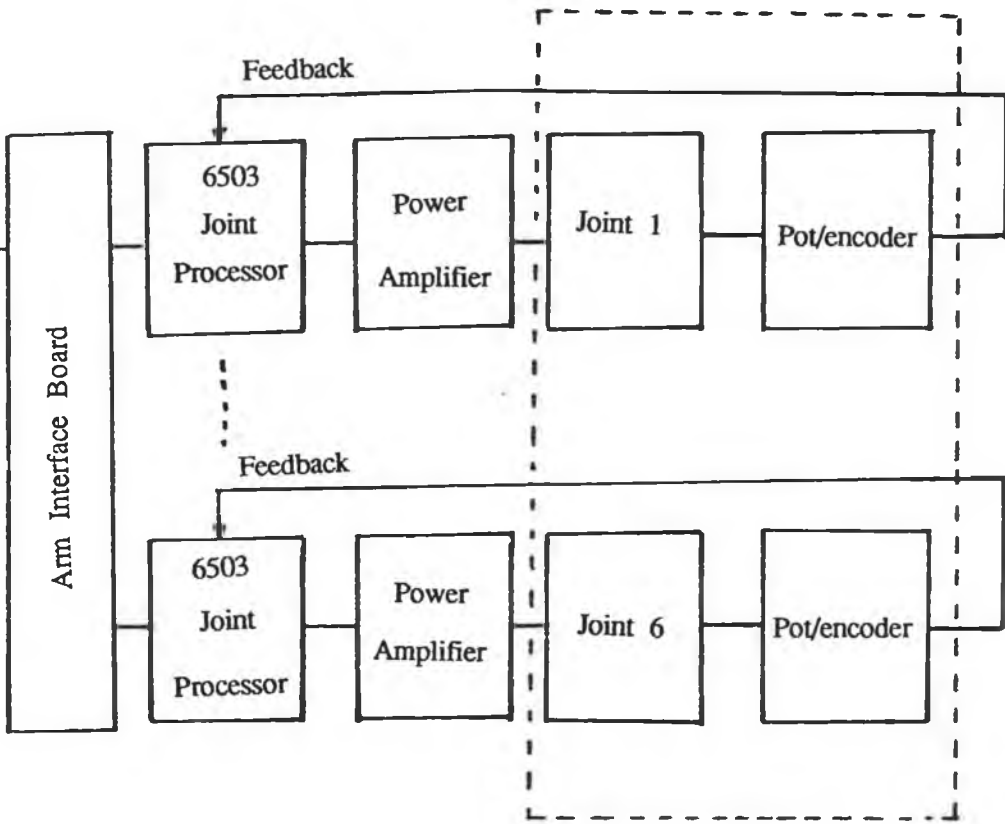 Feedback
6503
Joint
Processor
Power
Amplifier
Joint 1
Pot/encoder
Arm Interface Board
Feedback
6503
Joint
Processor
Power
Amplifier
Joint 6
Pot/encoder